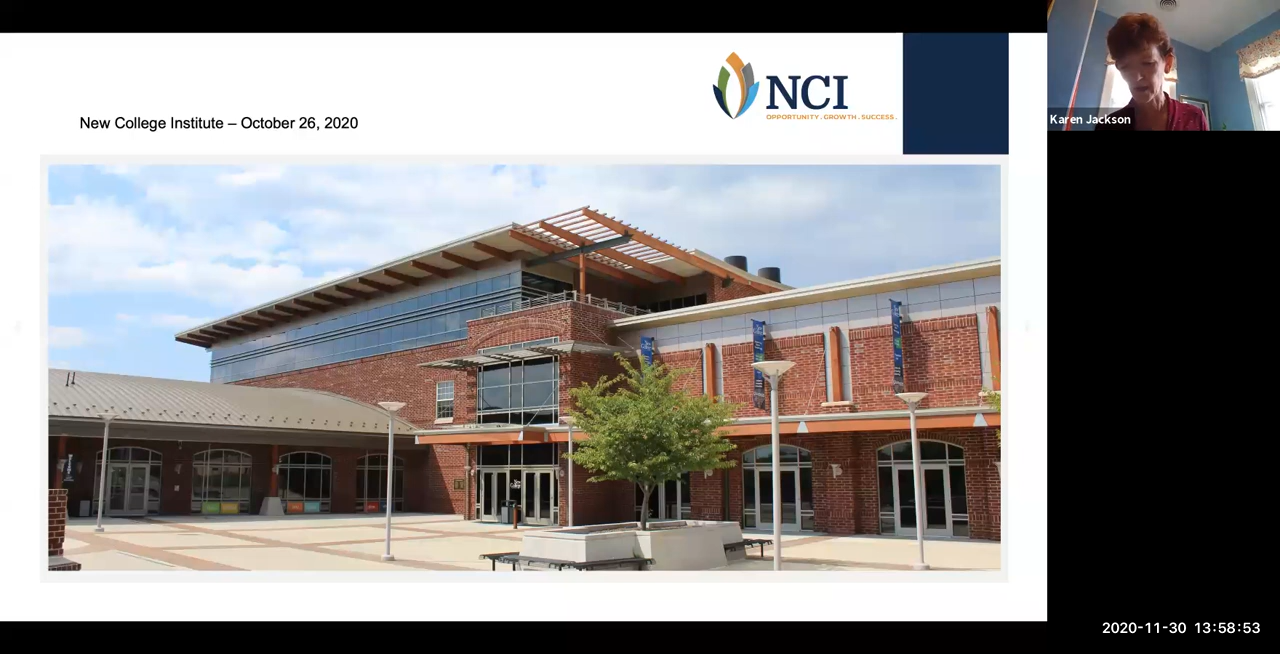 NCI
OPPORTUNITY. GROWTH. SUCCESS.
New College Institute – October 26, 2020
Karen Jackson
2020-11-30 13:58:53